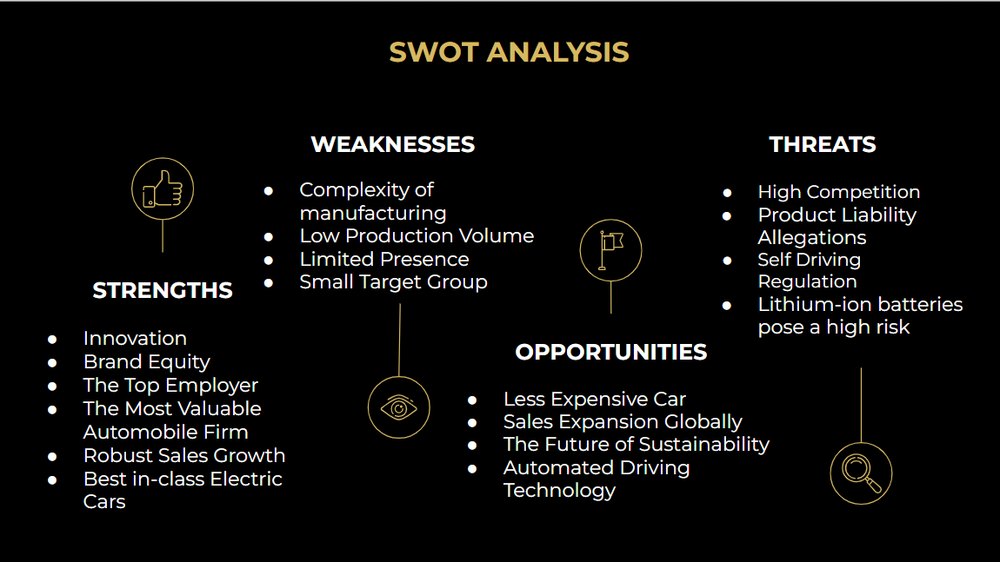 SWOT ANALYSIS
STRENGTHS
● Innovation
● Brand Equity
● The Top Employer
● The Most Valuable
Automobile Firm
● Robust Sales Growth
● Best in-class Electric
Cars
WEAKNESSES
● Complexity of
manufacturing
● Low Production Volume
● Limited Presence
● Small Target Group
OPPORTUNITIES
● Less Expensive Car
● Sales Expansion Globally
● The Future of Sustainability
● Automated Driving
Technology
THREATS
● High Competition
● Product Liability
Allegations
● Self Driving
Regulation
● Lithium-ion batteries
pose a high risk